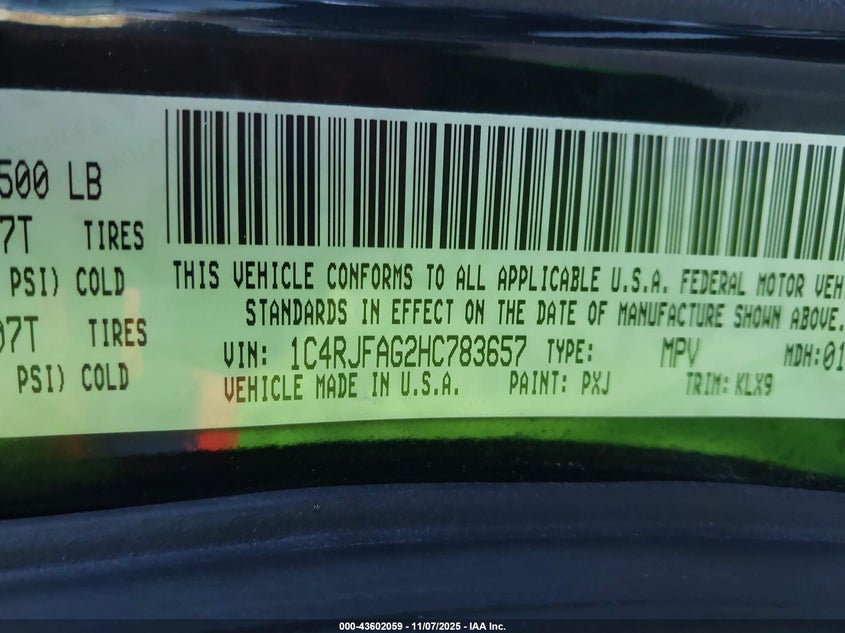 500 LB
7T TIRES
PSI) COLD
07T TIRES
PSI) COLD
THIS VEHICLE CONFORMS TO ALL APPLICABLE U.S.A. FEDERAL MOTOR VEH
STANDARDS IN EFFECT ON THE DATE OF MANUFACTURE SHOWN ABOVE.
VIN: 1C4RJFAG2HC783657 TYPE: MPV MDH:01
VEHICLE MADE IN U.S.A. PAINT: PXJ TRIM: KLX9
000-43602059 - 11/07/2025 - IAA Inc.